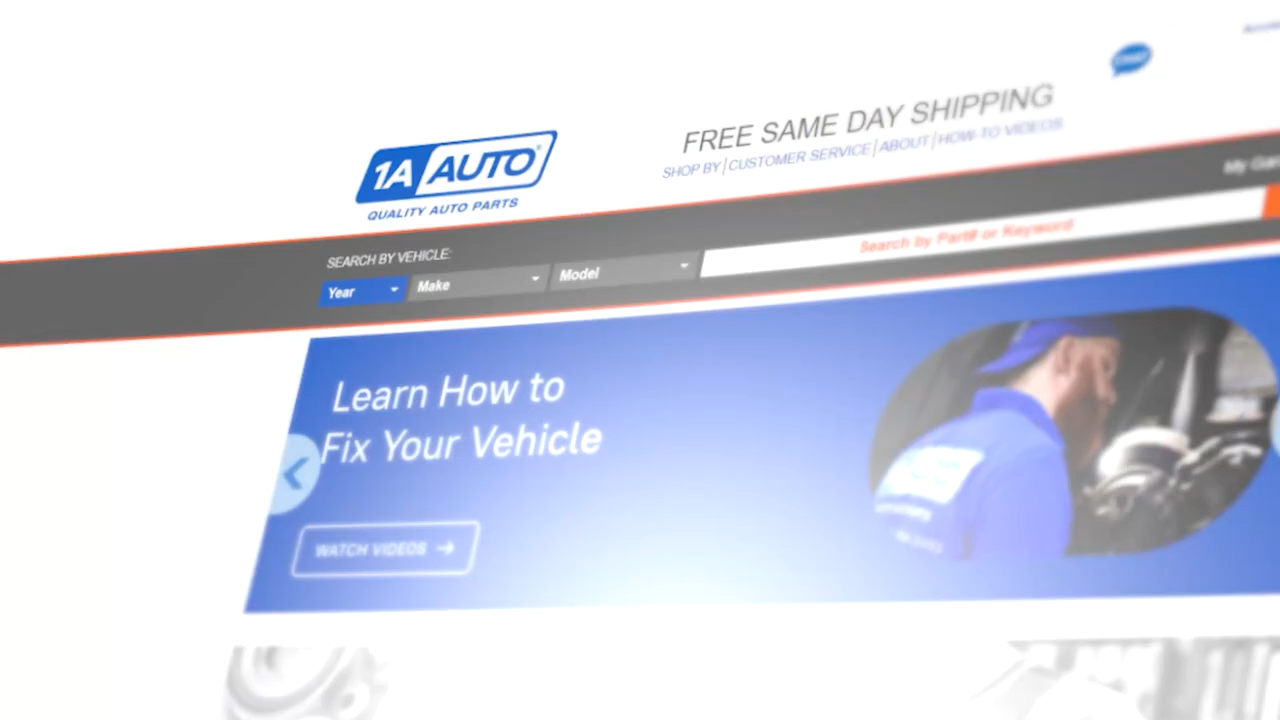 FREE SAME DAY SHIPPING
SHOP BY | CUSTOMER SERVICE | ABOUT | HOW-TO VIDEOS
1A AUTO®
QUALITY AUTO PARTS
My
SEARCH BY VEHICLE:
Year
Make
Model
Search by Part# or Keyword
Learn How to
Fix Your Vehicle
WATCH VIDEOS